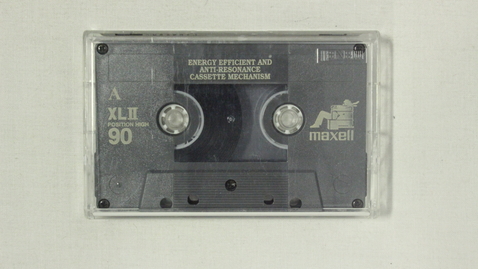 ENERGY EFFICIENT AND
ANTI-RESONANCE
CASSETTE MECHANISM
A
XLII
POSITION HIGH
90
maxell